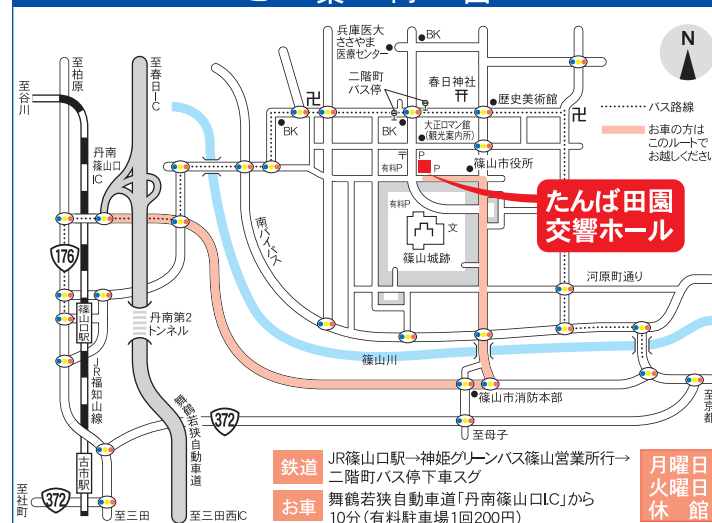 ご案内図
兵庫医大
ささやま
医療センター
BK
N
至柏原
至春日IC
至谷川
二階町
バス停
春日神社
歴史美術館
卍
卍
バス路線
BK
BK
大正ロマン館
(観光案内所)
お車の方は
このルートで
お越しください
丹南
篠山口
IC
〒
P
有料P
P
篠山市役所
たんば田園
交響ホール
有料P
文
南バイパス
篠山城跡
176
河原町通り
篠山口駅
丹南第2
トンネル
篠山川
JR福知山線
舞鶴若狭自動車道
篠山市消防本部
至京都
372
至母子
古市駅
至社町
372
至三田
至三田西IC
鉄道
JR篠山口駅→神姫グリーンバス篠山営業所行→
二階町バス停下車スグ
お車
舞鶴若狭自動車道「丹南篠山口I.C」から
10分(有料駐車場1回200円)
月曜日
火曜日
休館